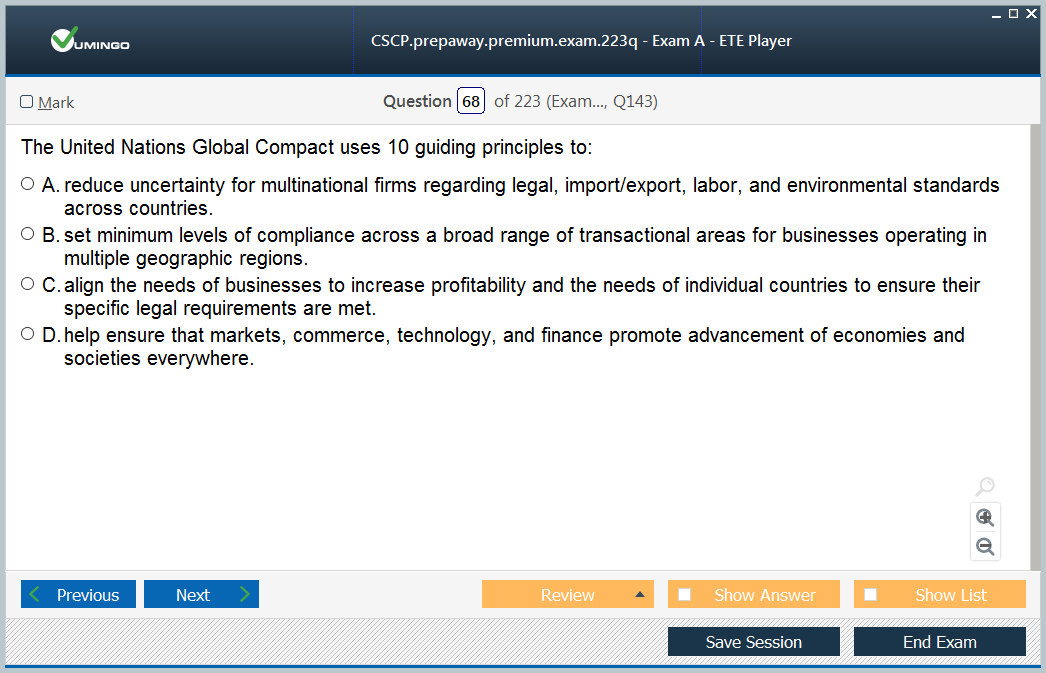 VUMINGO
CSCP.prepaway.premium.exam.223q - Exam A - ETE Player
Mark
Question 68 of 223 (Exam..., Q143)
The United Nations Global Compact uses 10 guiding principles to:
A. reduce uncertainty for multinational firms regarding legal, import/export, labor, and environmental standards
across countries.
B. set minimum levels of compliance across a broad range of transactional areas for businesses operating in
multiple geographic regions.
C. align the needs of businesses to increase profitability and the needs of individual countries to ensure their
specific legal requirements are met.
D. help ensure that markets, commerce, technology, and finance promote advancement of economies and
societies everywhere.
Previous
Next
Review
Show Answer
Show List
Save Session
End Exam